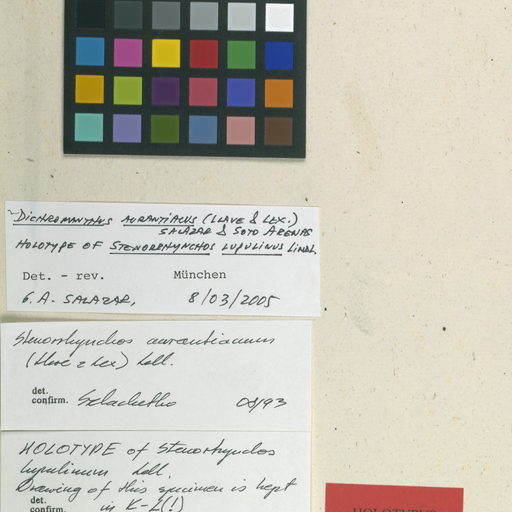 Dichromanthus aurantiacus (Llave & Lex.)
Salazar & Soto Arenas
Holotype of Stenorrhynchos lupulinus Lindl.
Det. - rev. München
G.A. Salazar, 8/03/2005
Stenorrhynchos aurantiacum
(Llave & Lex) Lindl.
det.
confirm. Szlachetko 08/93
HOLOTYPE of Stenorrhynchos
lupulinum Lindl.
Drawing of this specimen is kept
det. in K-L(!)
confirm.
HOLOTYPUS